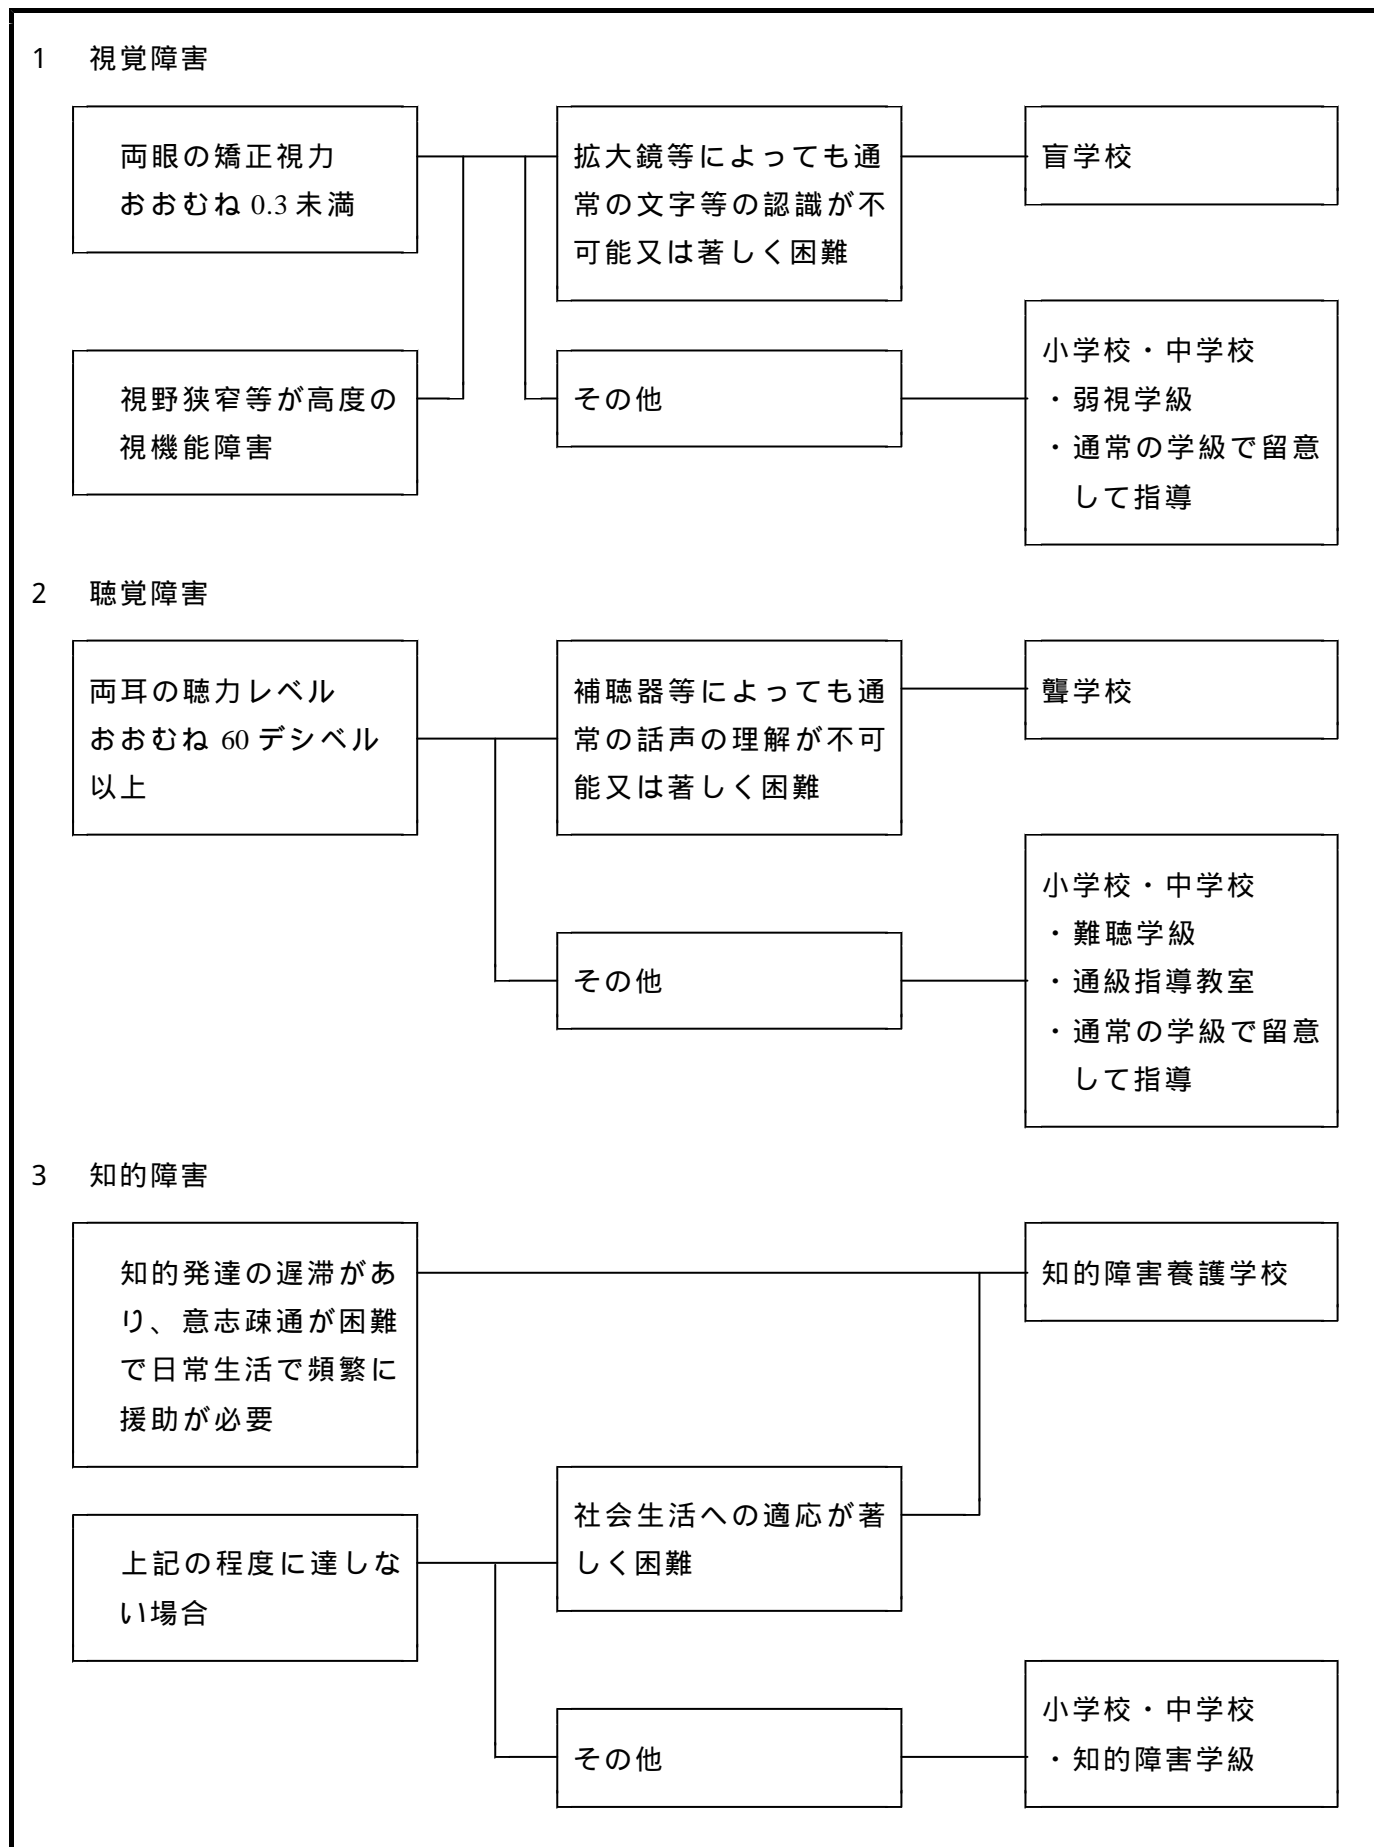 1 視覚障害
両眼の矯正視力
おおむね 0.3 未満
拡大鏡等によっても通
常の文字等の認識が不
可能又は著しく困難
盲学校
視野狭窄等が高度の
視機能障害
その他
小学校・中学校
・弱視学級
・通常の学級で留意
して指導
2 聴覚障害
両耳の聴力レベル
おおむね 60 デシベル
以上
補聴器等によっても通
常の話声の理解が不可
能又は著しく困難
聾学校
その他
小学校・中学校
・難聴学級
・通級指導教室
・通常の学級で留意
して指導
3 知的障害
知的発達の遅滞があ
り、意志疎通が困難
で日常生活で頻繁に
援助が必要
知的障害養護学校
上記の程度に達しな
い場合
社会生活への適応が著
しく困難
その他
小学校・中学校
・知的障害学級